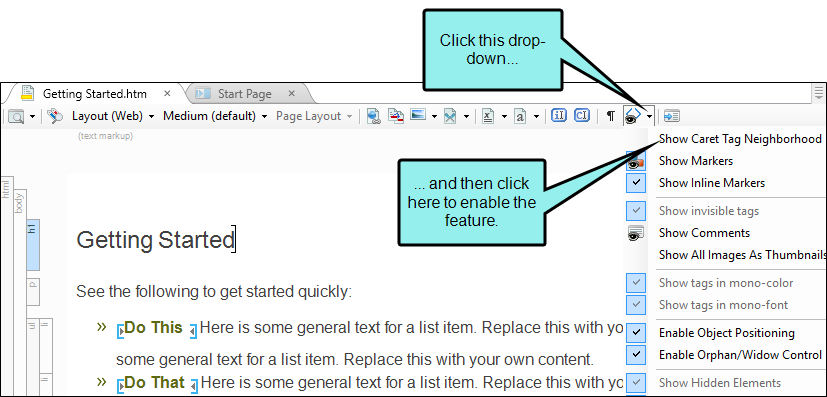 Click this drop-
down...
Getting Started.htm
Start Page
Layout (Web)
Medium (default)
Page Layout
(text markup)
Show Caret Tag Neighborhood
Show Markers
... and then click
here to enable the
feature.
Show Inline Markers
html
body
h1
Show invisible tags
Show Comments
Getting Started
Show All Images As Thumbnails
p
Show tags in mono-color
See the following to get started quickly:
Show tags in mono-font
ul
li
» Do This Here is some general text for a list item. Replace this with yo
Enable Object Positioning
some general text for a list item. Replace this with your own content.
Enable Orphan/Widow Control
» Do That Here is some general text for a list item. Replace this with yo
Show Hidden Elements